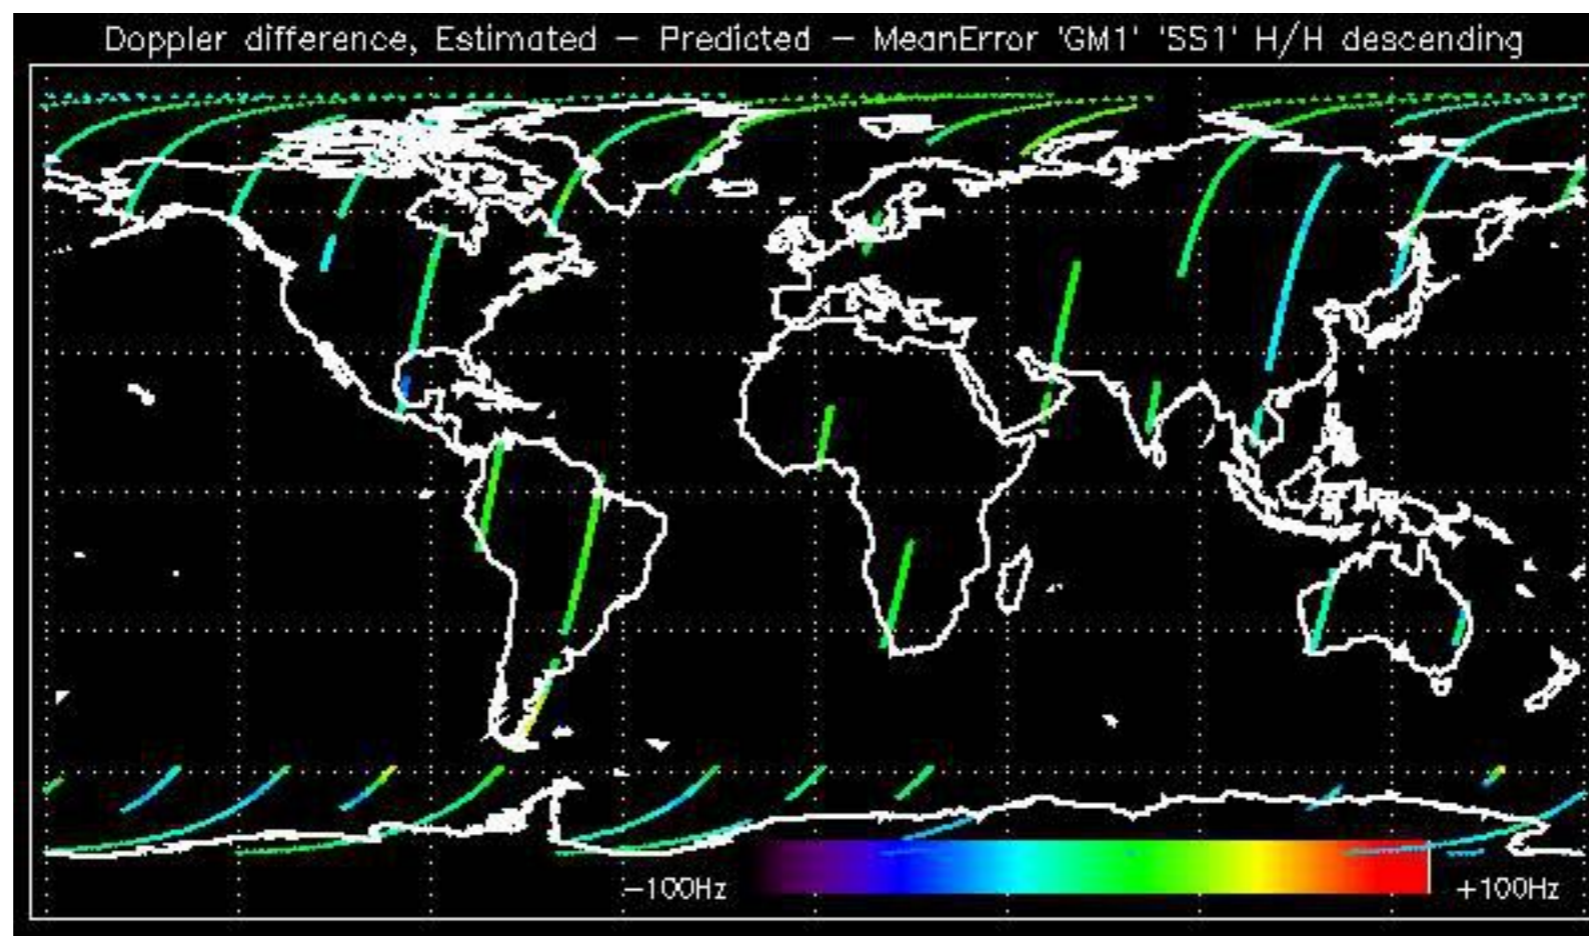 Doppler difference, Estimated - Predicted - MeanError 'GM1' 'SS1' H/H descending
-100Hz
+100Hz